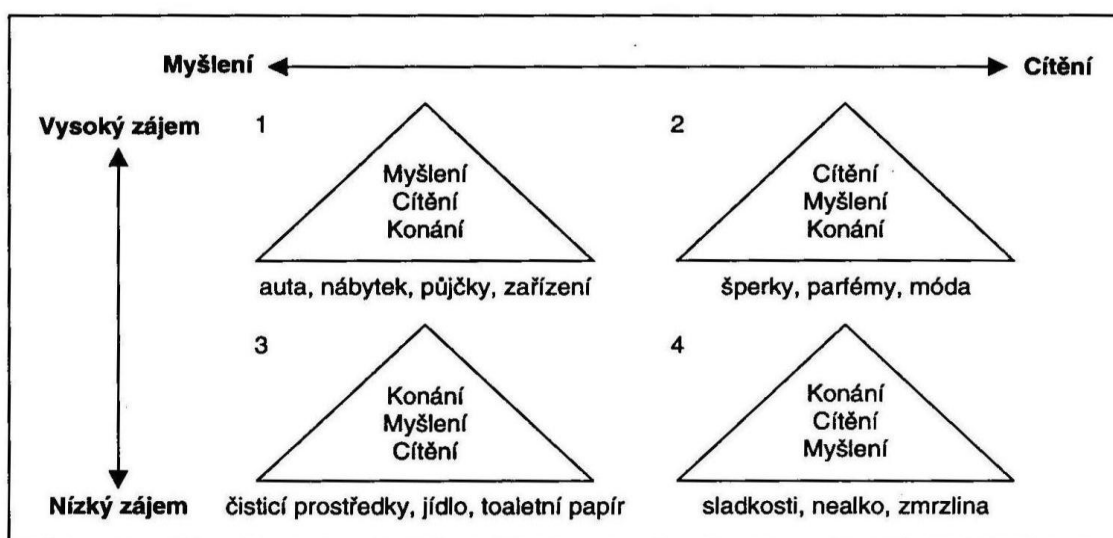 Myšlení Cítění
Vysoký zájem
1
Myšlení
Cítění
Konání
auta, nábytek, půjčky, zařízení
2
Cítění
Myšlení
Konání
šperky, parfémy, móda
3
Konání
Myšlení
Cítění
čisticí prostředky, jídlo, toaletní papír
4
Konání
Cítění
Myšlení
sladkosti, nealko, zmrzlina
Nízký zájem